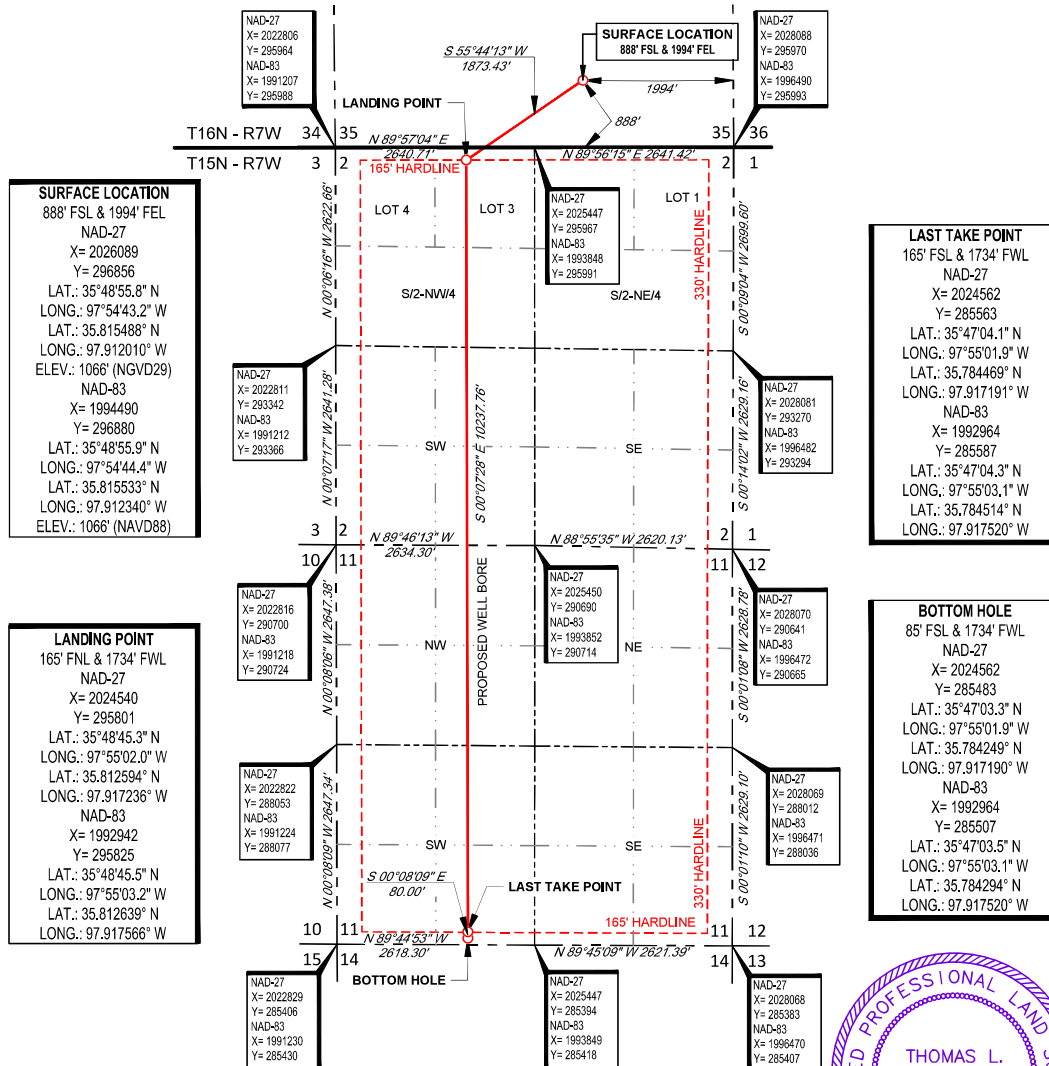 NAD-27
X= 2022806
Y= 295964
NAD-83
X= 1991207
Y= 295988
S 55°44'13" W
1873.43'
SURFACE LOCATION
888' FSL & 1994' FEL
NAD-27
X= 2028088
Y= 295970
NAD-83
X= 1996490
Y= 295993
1994'
LANDING POINT
888'
T16N - R7W
34
35
N 89°57'04" E
2640.71'
35
36
T15N - R7W
3
2
165' HARDLINE
N 89°56'15" E 2641.42'
2
1
SURFACE LOCATION
888' FSL & 1994' FEL
NAD-27
X= 2026089
Y= 296856
LAT.: 35°48'55.8" N
LONG.: 97°54'43.2" W
LAT.: 35.815488° N
LONG.: 97.912010° W
ELEV.: 1066' (NGVD29)
NAD-83
X= 1994490
Y= 296880
LAT.: 35°48'55.9" N
LONG.: 97°54'44.4" W
LAT.: 35.815533° N
LONG.: 97.912340° W
ELEV.: 1066' (NAVD88)
N 00°06'16" W 2622.66'
LOT 4
LOT 3
NAD-27
X= 2025447
Y= 295967
NAD-83
X= 1993848
Y= 295991
LOT 1
330' HARDLINE
S 00°09'04" W 2699.60'
S/2-NW/4
S/2-NE/4
LAST TAKE POINT
165' FSL & 1734' FWL
NAD-27
X= 2024562
Y= 285563
LAT.: 35°47'04.1" N
LONG.: 97°55'01.9" W
LAT.: 35.784469° N
LONG.: 97.917191° W
NAD-83
X= 1992964
Y= 285587
LAT.: 35°47'04.3" N
LONG.: 97°55'03.1" W
LAT.: 35.784514° N
LONG.: 97.917520° W
NAD-27
X= 2022811
Y= 293342
NAD-83
X= 1991212
Y= 293366
N 00°07'17" W 2641.28'
SW
S 00°07'28" E 10237.76'
SE
S 00°14'02" W 2629.16'
NAD-27
X= 2028081
Y= 293270
NAD-83
X= 1996482
Y= 293294
3
2
N 89°46'13" W
2634.30'
N 88°55'35" W 2620.13'
2
1
10
11
11
12
NAD-27
X= 2022816
Y= 290700
NAD-83
X= 1991218
Y= 290724
N 00°08'06" W 2647.38'
NW
PROPOSED WELL BORE
NAD-27
X= 2025450
Y= 290690
NAD-83
X= 1993852
Y= 290714
NE
S 00°01'08" W 2628.78'
NAD-27
X= 2028070
Y= 290641
NAD-83
X= 1996472
Y= 290665
LANDING POINT
165' FNL & 1734' FWL
NAD-27
X= 2024540
Y= 295801
LAT.: 35°48'45.3" N
LONG.: 97°55'02.0" W
LAT.: 35.812594° N
LONG.: 97.917236° W
NAD-83
X= 1992942
Y= 295825
LAT.: 35°48'45.5" N
LONG.: 97°55'03.2" W
LAT.: 35.812639° N
LONG.: 97.917566° W
BOTTOM HOLE
85' FSL & 1734' FWL
NAD-27
X= 2024562
Y= 285483
LAT.: 35°47'03.3" N
LONG.: 97°55'01.9" W
LAT.: 35.784249° N
LONG.: 97.917190° W
NAD-83
X= 1992964
Y= 285507
LAT.: 35°47'03.5" N
LONG.: 97°55'03.1" W
LAT.: 35.784294° N
LONG.: 97.917520° W
NAD-27
X= 2022822
Y= 288053
NAD-83
X= 1991224
Y= 288077
N 00°08'09" W 2647.34'
SW
SE
330' HARDLINE
S 00°01'10" W 2629.10'
NAD-27
X= 2028069
Y= 288012
NAD-83
X= 1996471
Y= 288036
S 00°08'09" E
80.00'
LAST TAKE POINT
165' HARDLINE
10
11
N 89°44'53" W
2618.30'
N 89°45'09" W 2621.39'
11
12
15
14
BOTTOM HOLE
14
13
NAD-27
X= 2022829
Y= 285406
NAD-83
X= 1991230
Y= 285430
NAD-27
X= 2025447
Y= 285394
NAD-83
X= 1993849
Y= 285418
NAD-27
X= 2028068
Y= 285383
NAD-83
X= 1996470
Y= 285407
PROFESSIONAL LAND
THOMAS L.